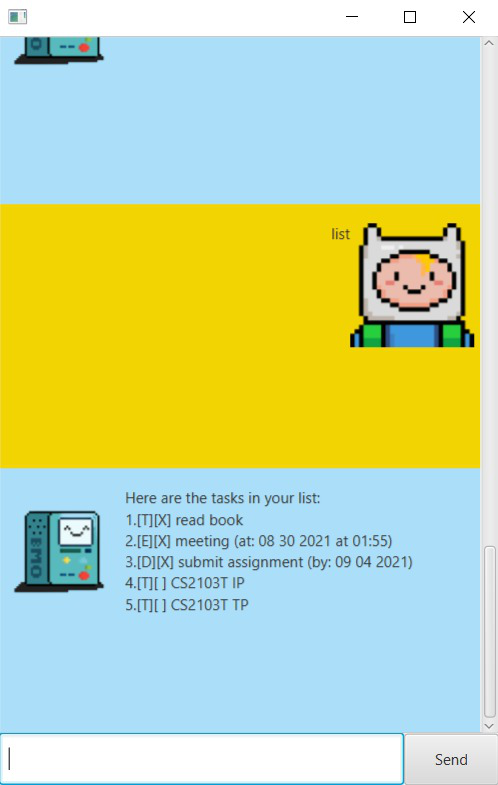 list
Here are the tasks in your list:
1.[T][X] read book
2.[E][X] meeting (at: 08 30 2021 at 01:55)
3.[D][X] submit assignment (by: 09 04 2021)
4.[T][ ] CS2103T IP
5.[T][ ] CS2103T TP
BMO
Send